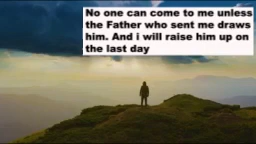 No one can come to me unless
the Father who sent me draws
him. And i will raise him up on
the last day